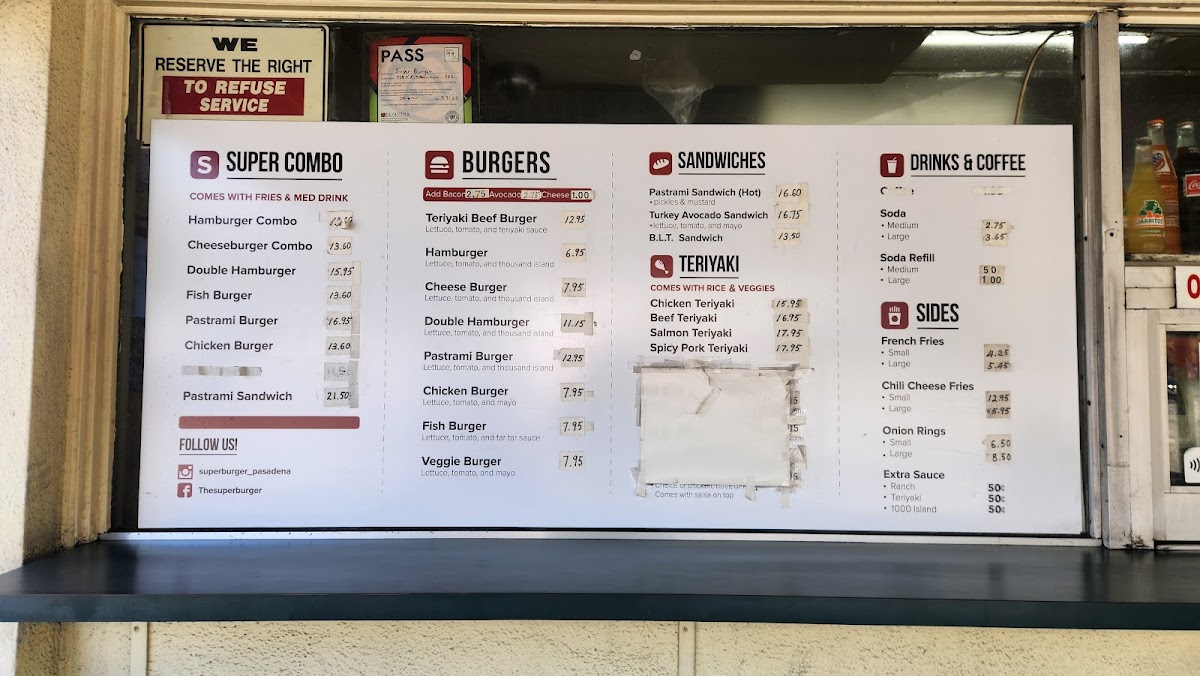 WE
RESERVE THE RIGHT
TO REFUSE
SERVICE
PASS
S SUPER COMBO
COMES WITH FRIES & MED DRINK
Hamburger Combo
Cheeseburger Combo 13.60
Double Hamburger 15.95
Fish Burger 13.60
Pastrami Burger 16.95
Chicken Burger 13.60
Pastrami Sandwich 21.50
FOLLOW US!
superburger_pasadena
f Thesuperburger
BURGERS
Add Bacon 2.75 Avocado Cheese 1.00
Teriyaki Beef Burger 12.95
Lettuce, tomato, and teriyaki sauce
Hamburger 6.95
Lettuce, tomato, and thousand island
Cheese Burger 7.95
Lettuce, tomato, and thousand island
Double Hamburger 11.15
Lettuce, tomato, and thousand island
Pastrami Burger 12.95
Lettuce, tomato, and thousand island
Chicken Burger 7.95
Lettuce, tomato, and mayo
Fish Burger 7.95
Lettuce, tomato, and tar tar sauce
Veggie Burger 7.95
Lettuce, tomato, and mayo
SANDWICHES
Pastrami Sandwich (Hot) 16.60
• pickles & mustard
Turkey Avocado Sandwich 16.75
•lettuce, tomato, and mayo
B.L.T. Sandwich 13.50
TERIYAKI
COMES WITH RICE & VEGGIES
Chicken Teriyaki 15.95
Beef Teriyaki 16.95
Salmon Teriyaki 17.95
Spicy Pork Teriyaki 17.95
Comes with salsa on top
DRINKS & COFFEE
Soda
• Medium 2.75
• Large 3.65
Soda Refill
• Medium 50
• Large 1.00
SIDES
French Fries
• Small 4.25
• Large 5.45
Chili Cheese Fries
• Small 12.95
• Large 15.95
Onion Rings
• Small 6.50
• Large 8.50
Extra Sauce
• Ranch 50¢
• Teriyaki 50¢
• 1000 Island 50¢